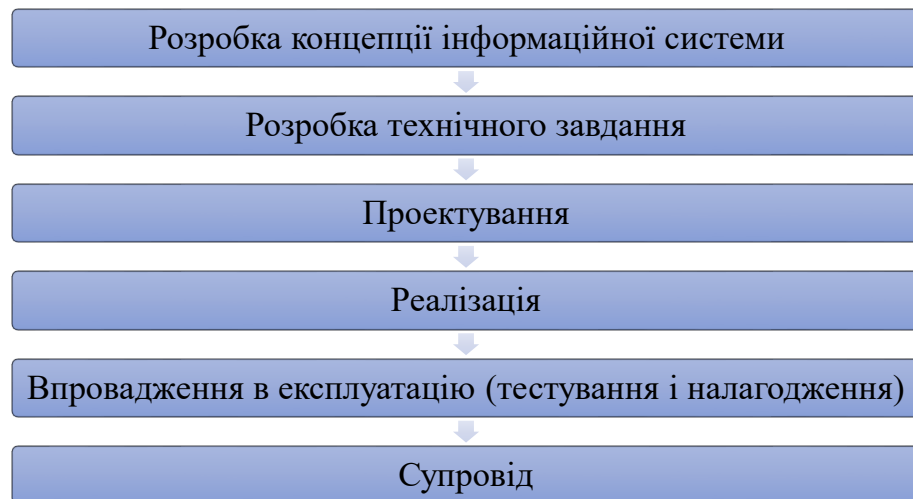 Розробка концепції інформаційної системи
Розробка технічного завдання
Проектування
Реалізація
Впровадження в експлуатацію (тестування і налагодження)
Супровід